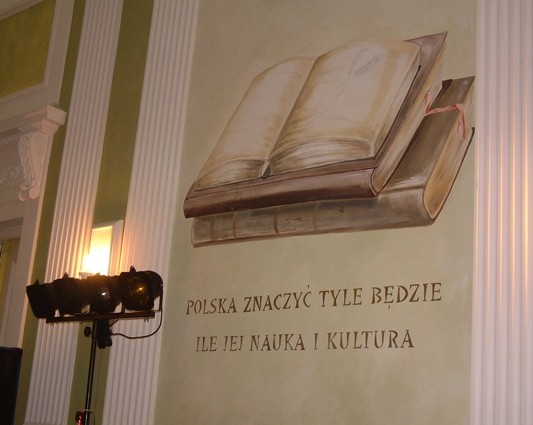 POLSKA ZNACZYĆ TYLE BĘDZIE
ILE JEJ NAUKA I KULTURA